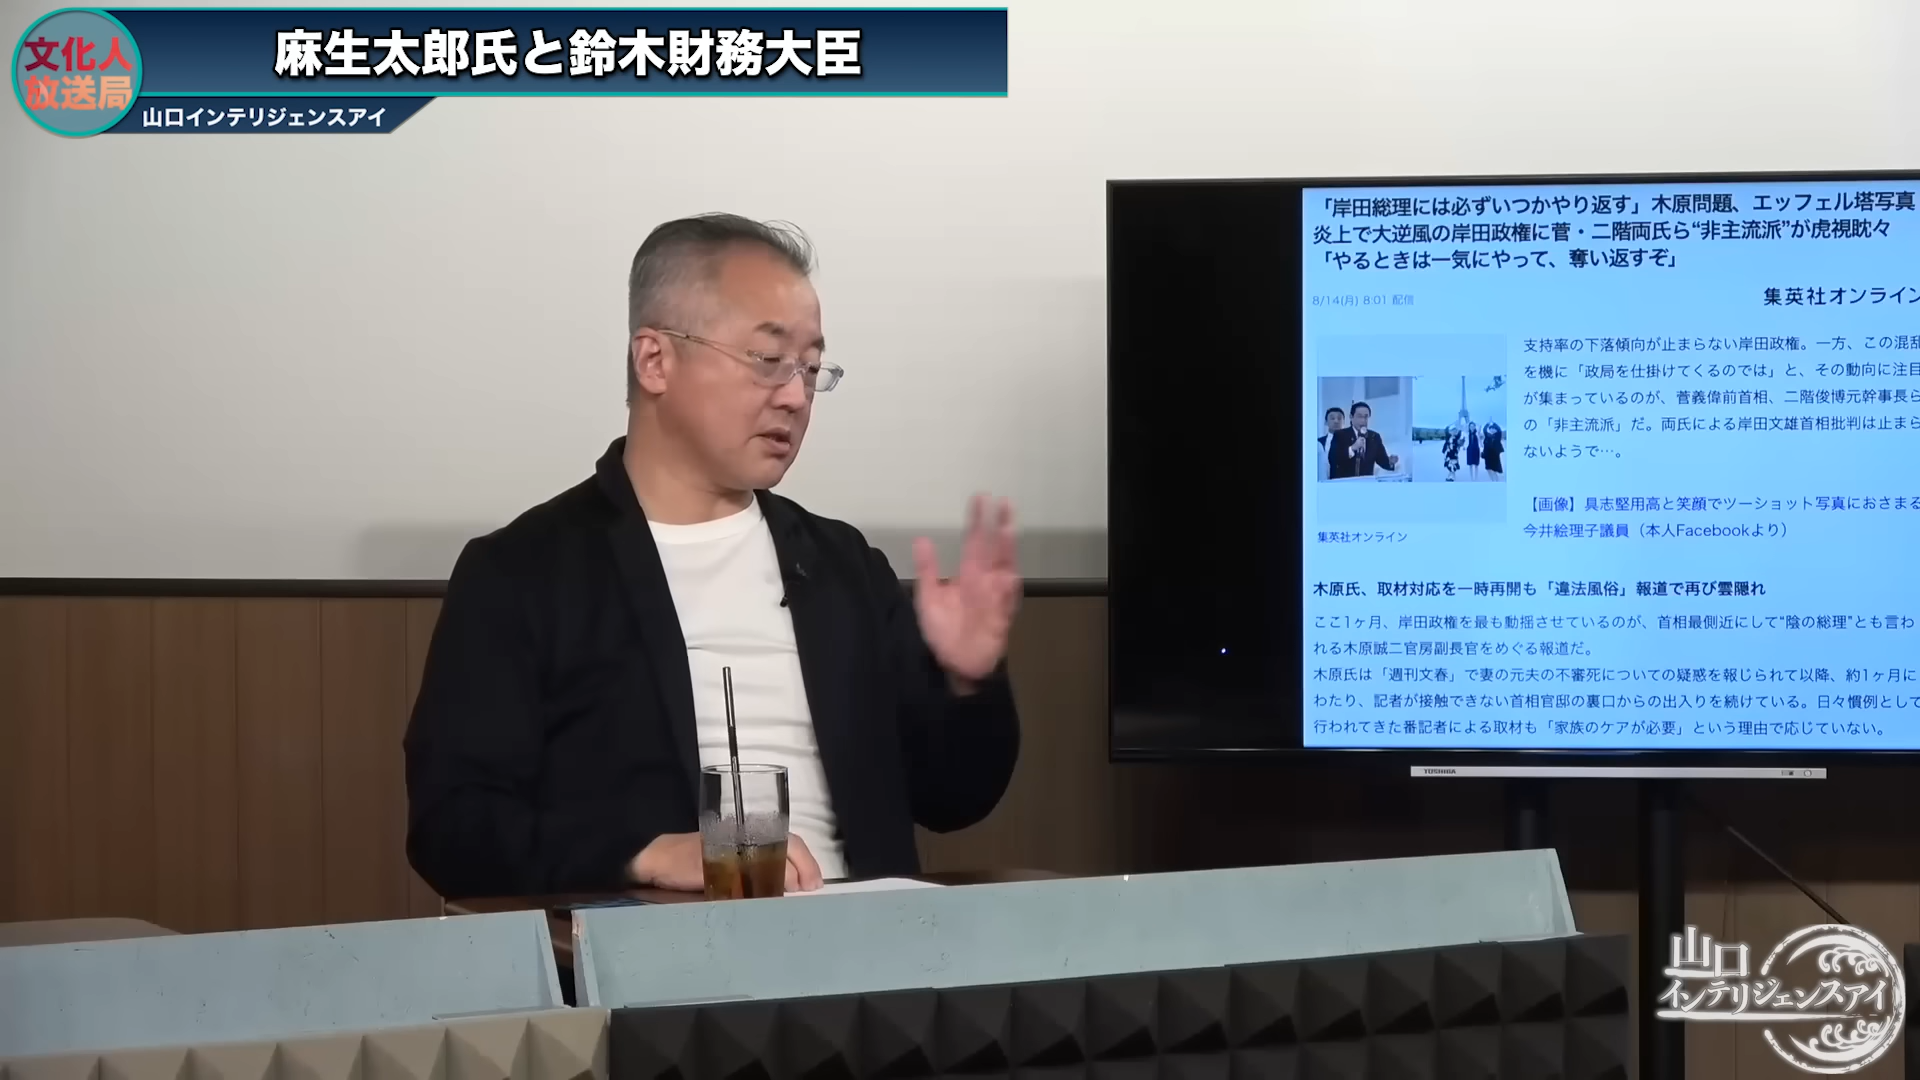 文化人
放送局
麻生太郎氏と鈴木財務大臣
山口インテリジェンスアイ
「岸田総理には必ずいつかやり返す」木原問題、エッフェル塔写真
炎上で大逆風の岸田政権に菅・二階両氏ら“非主流派”が虎視眈々
「やるときは一気にやって、奪い返すぞ」
8/14(月) 8:01 配信
集英社オンライン
支持率の下落傾向が止まらない岸田政権。一方、この混乱
を機に「政局を仕掛けてくるのでは」と、その動向に注目
が集まっているのが、菅義偉前首相、二階俊博元幹事長ら
の「非主流派」だ。両氏による岸田文雄首相批判は止まら
ないようで…。
【画像】具志堅用高と笑顔でツーショット写真におさまる
今井絵理子議員（本人Facebookより）
集英社オンライン
木原氏、取材対応を一時再開も「違法風俗」報道で再び雲隠れ
ここ1ヶ月、岸田政権を最も動揺させているのが、首相最側近にして“陰の総理”とも言わ
れる木原誠二官房副長官をめぐる報道だ。
木原氏は「週刊文春」で妻の元夫の不審死についての疑惑を報じられて以降、約1ヶ月に
わたり、記者が接触できない首相官邸の裏口からの出入りを続けている。日々慣例として
行われてきた番記者による取材も「家族のケアが必要」という理由で応じていない。
TOSHIBA
山口
インテリジェンスアイ